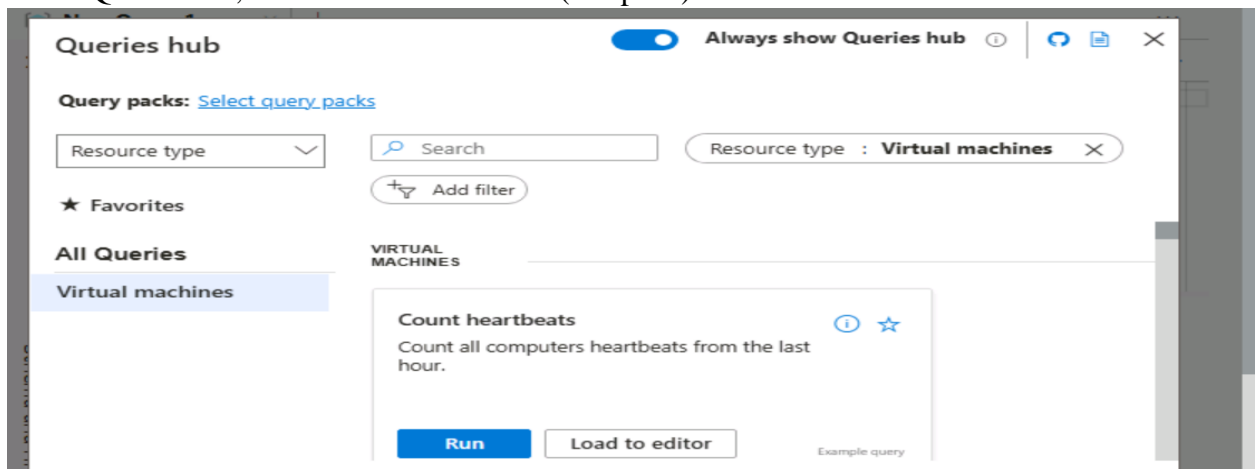 Queries hub
Always show Queries hub
Query packs: Select query packs
Resource type
Search
Resource type : Virtual machines
Add filter
★ Favorites
All Queries
VIRTUAL
MACHINES
Virtual machines
Count heartbeats
Count all computers heartbeats from the last
hour.
Run
Load to editor
Example query